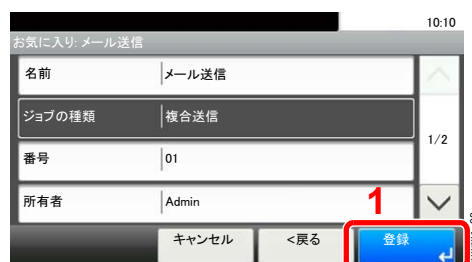 10:10
お気に入り: メール送信
名前 メール送信
ジョブの種類 複合送信
1/2
番号 01
所有者 Admin
1
キャンセル <戻る 登録